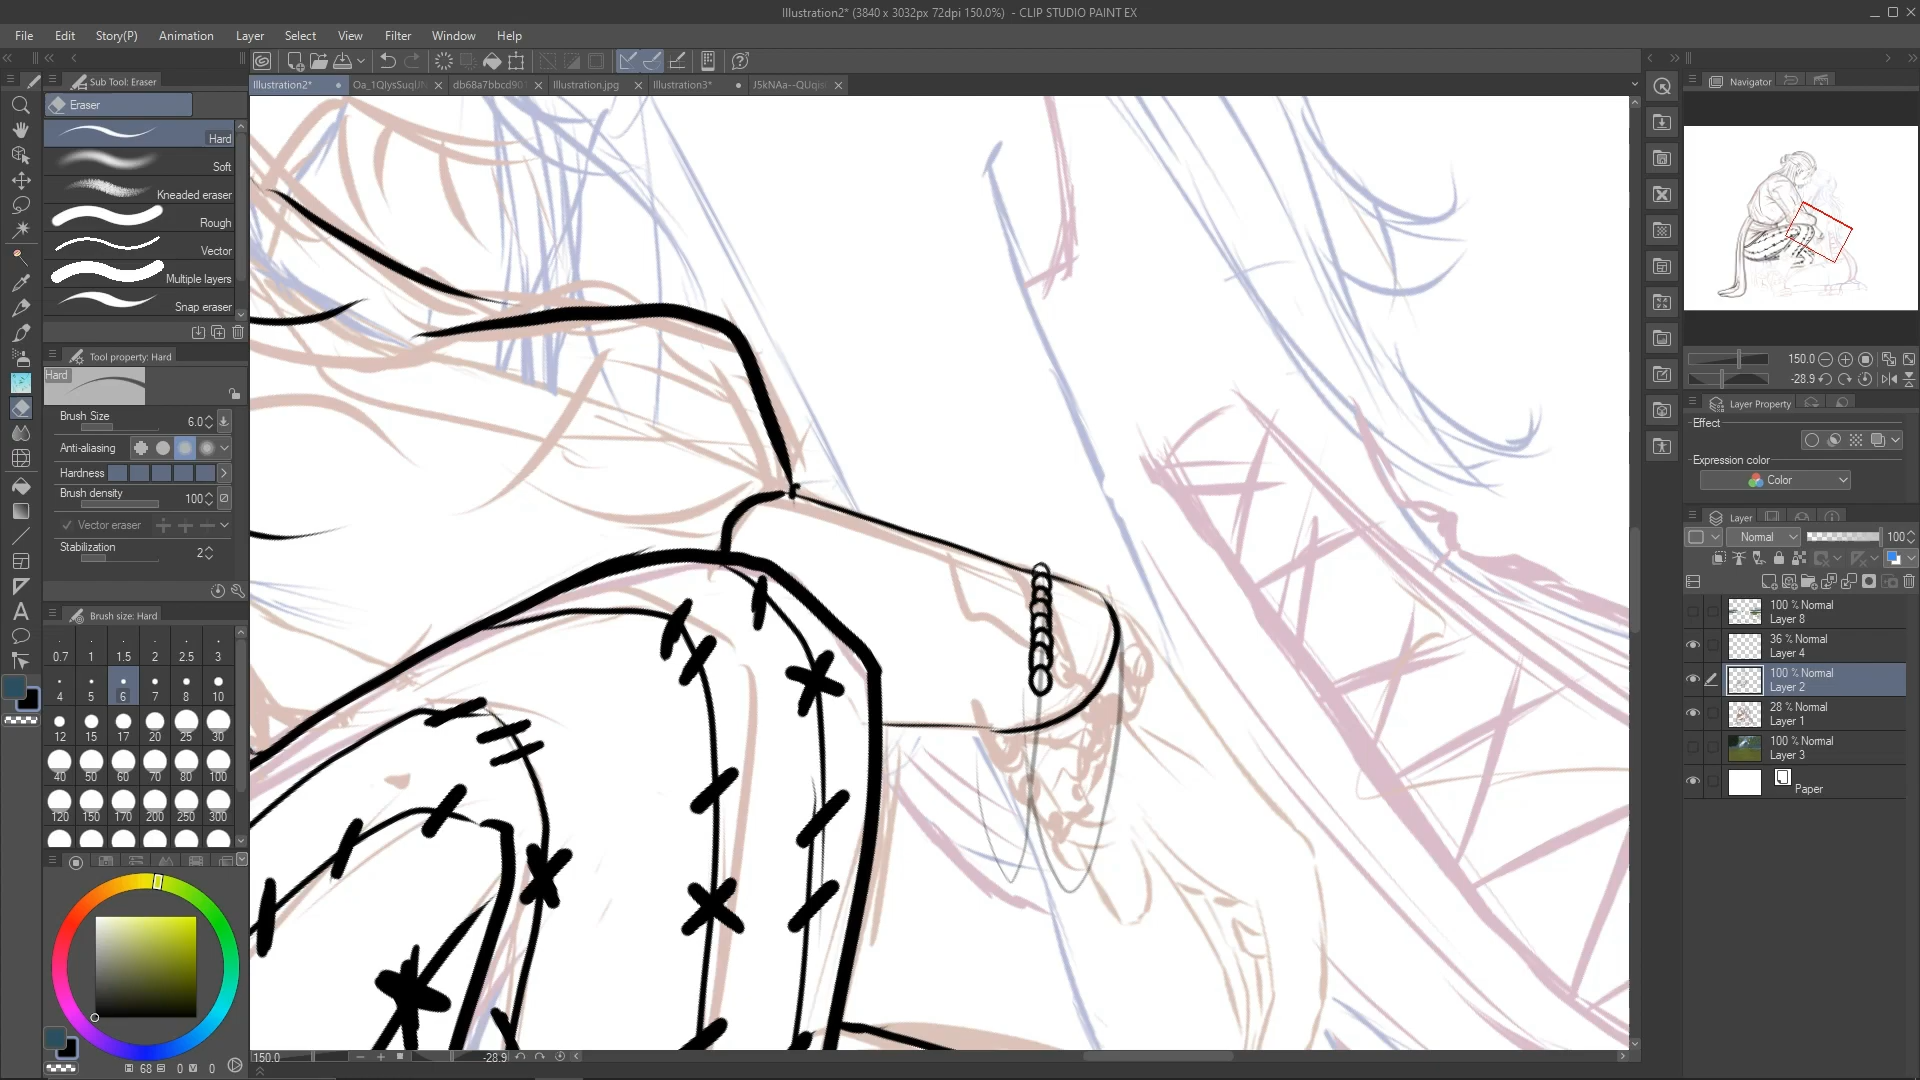 Illustration2* (3840 x 3032px 72dpi 150.0%) - CLIP STUDIO PAINT EX
File Edit Story(P) Animation Layer Select View Filter Window Help
Sub Tool: Eraser
Illustration2* Oa_1QIysSuqIJN db68a7bbcd901 Illustration.jpg Illustration3*
Navigator
Eraser
Hard
Soft
Kneaded eraser
Rough
Vector
Multiple layers
Snap eraser
Tool property: Hard
Hard
Brush Size 6.0
Anti-aliasing
Hardness
Brush density 100
Vector eraser
Stabilization 2
Brush size: Hard
0.7 1 1.5 2 2.5 3
4 5 6 7 8 10
12 15 17 20 25 30
40 50 60 70 80 100
120 150 170 200 250 300
68 0 V 0
150.0 -28.9
150.0
-28.9
Layer Property
Effect
Expression color
Color
Layer
Normal 100
100 % Normal
Layer 8
36 % Normal
Layer 4
100 % Normal
Layer 2
28 % Normal
Layer 1
100 % Normal
Layer 3
Paper